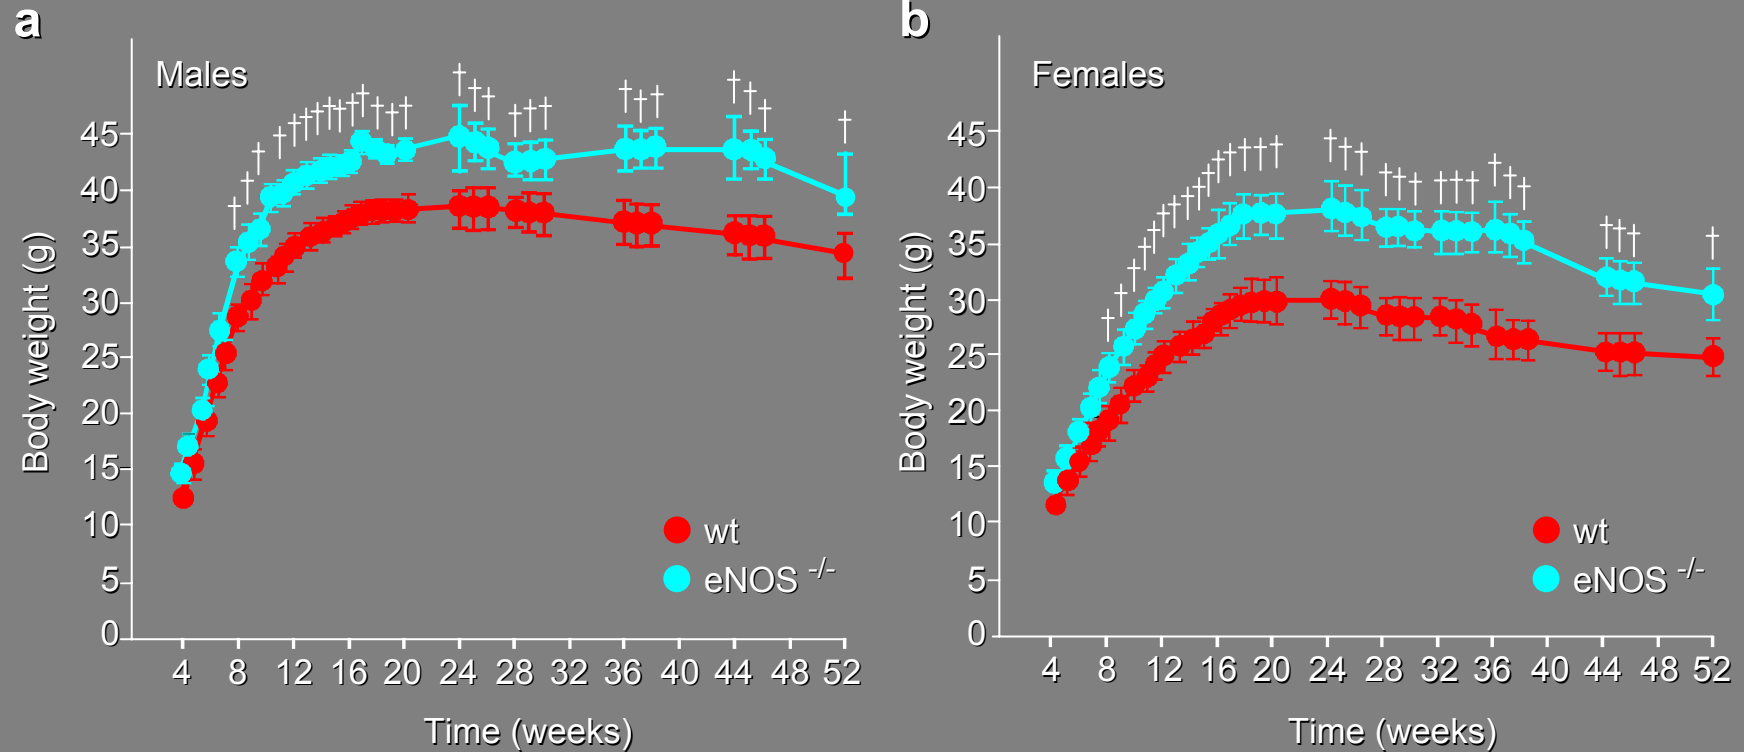 a
Males
45
40
35
30
25
20
15
10
5
0
4 8 12 16 20 24 28 32 36 40 44 48 52
Body weight (g)
Time (weeks)
wt
eNOS -/-
† † † † † † † † † † † † † † † † † † † † † † † † †
b
Females
45
40
35
30
25
20
15
10
5
0
4 8 12 16 20 24 28 32 36 40 44 48 52
Body weight (g)
Time (weeks)
wt
eNOS -/-